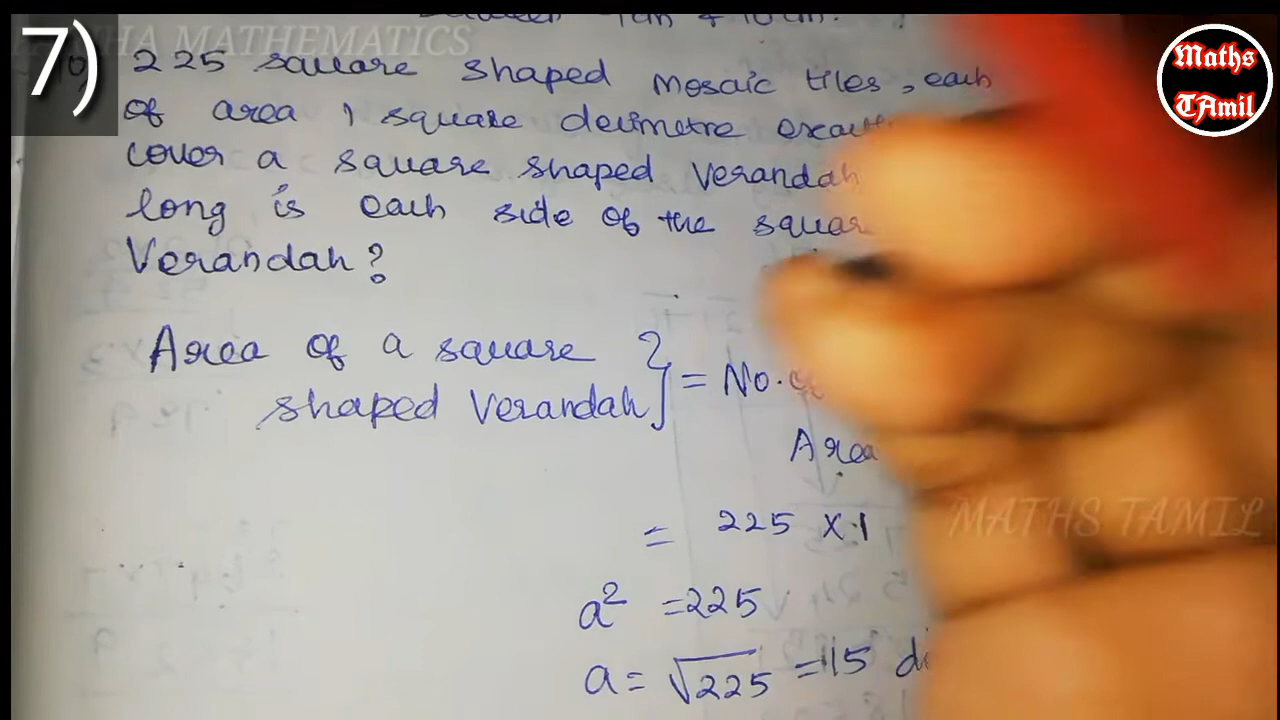 7)
MATHEMATICS
Maths
TAmil
225 square shaped mosaic tiles, each
of area 1 square decimetre
cover a square shaped Verandah
long is each side of the square
Verandah?
Area of a square
shaped Verandah } = No.
Area
= 225 × 1
a² = 225
a = √225 = 15
MATHS TAMIL